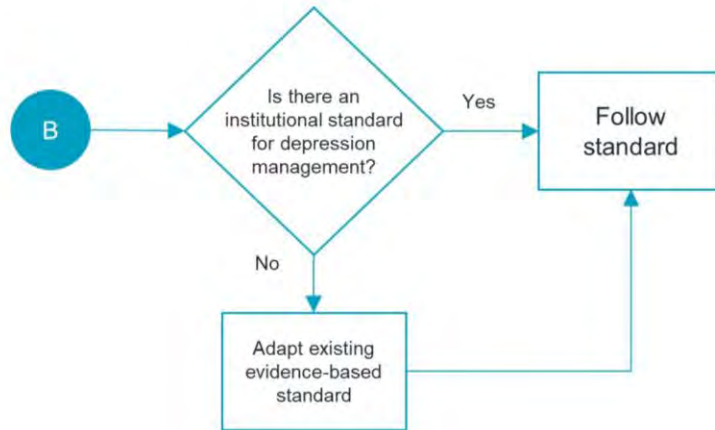 B
Is there an
institutional standard
for depression
management?
Yes
Follow
standard
No
Adapt existing
evidence-based
standard